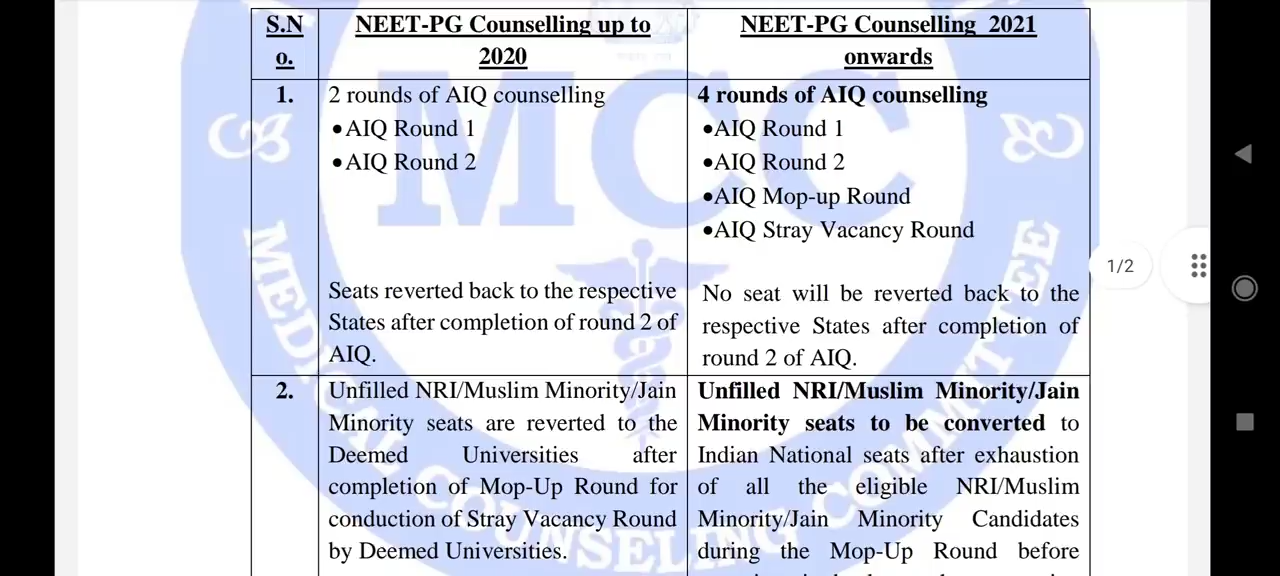 S.N
o.
NEET-PG Counselling up to
2020
NEET-PG Counselling 2021
onwards
1.
2 rounds of AIQ counselling
•AIQ Round 1
•AIQ Round 2
Seats reverted back to the respective
States after completion of round 2 of
AIQ.
4 rounds of AIQ counselling
•AIQ Round 1
•AIQ Round 2
•AIQ Mop-up Round
•AIQ Stray Vacancy Round
No seat will be reverted back to the
respective States after completion of
round 2 of AIQ.
2.
Unfilled NRI/Muslim Minority/Jain
Minority seats are reverted to the
Deemed Universities after
completion of Mop-Up Round for
conduction of Stray Vacancy Round
by Deemed Universities.
Unfilled NRI/Muslim Minority/Jain
Minority seats to be converted to
Indian National seats after exhaustion
of all the eligible NRI/Muslim
Minority/Jain Minority Candidates
during the Mop-Up Round before
1/2
MCC
MEDICAL COUNSELING COMMITTEE